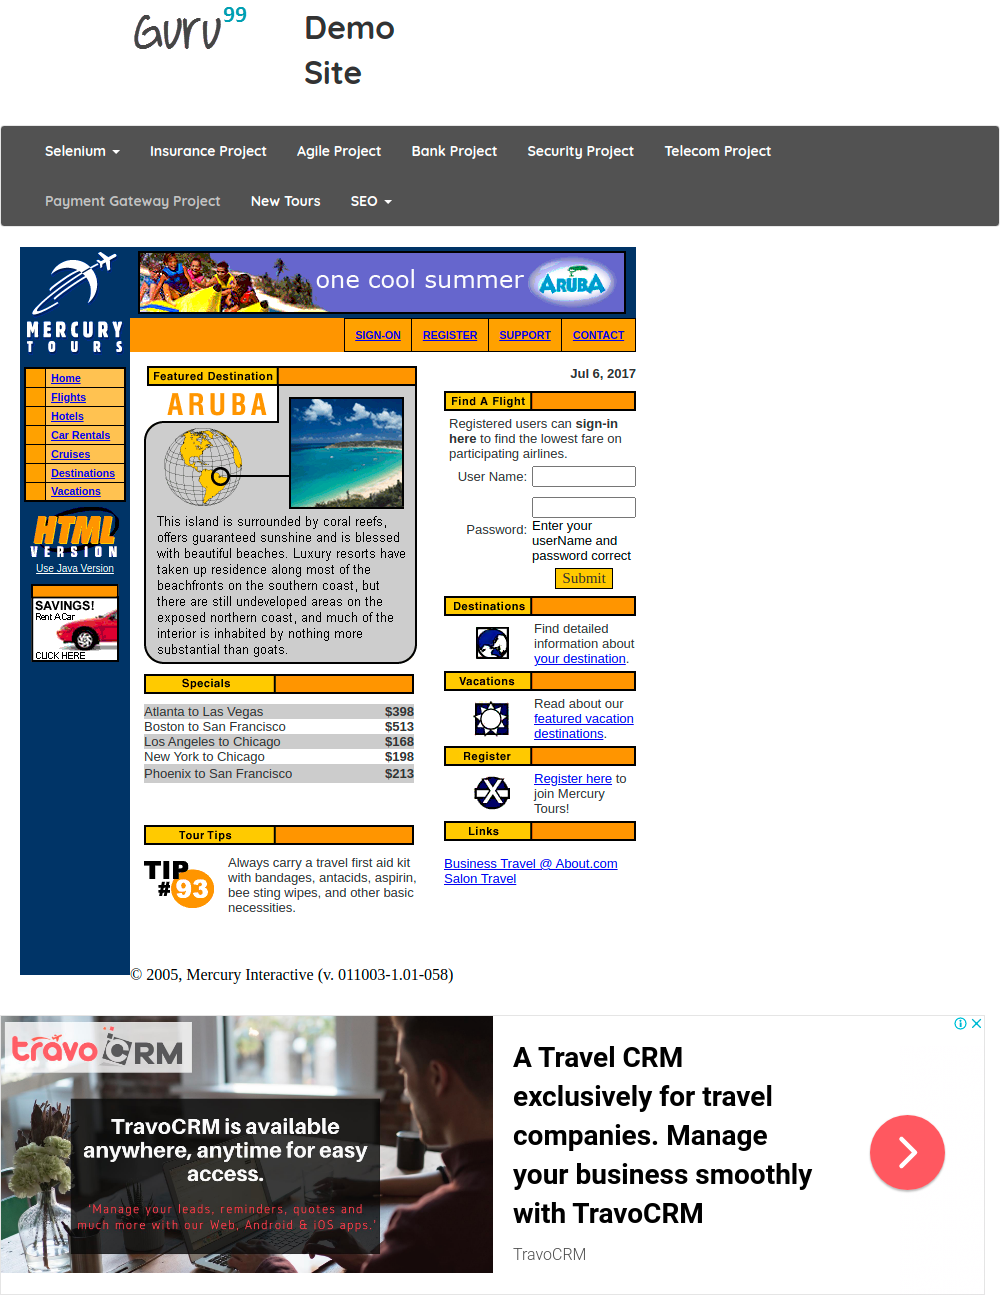 Guru99
Demo
Site
Selenium
Insurance Project
Agile Project
Bank Project
Security Project
Telecom Project
Payment Gateway Project
New Tours
SEO
MERCURY
TOURS
one cool summer
ARUBA
SIGN-ON
REGISTER
SUPPORT
CONTACT
Home
Flights
Hotels
Car Rentals
Cruises
Destinations
Vacations
HTML
VERSION
Use Java Version
SAVINGS!
Rent A Car
CLICK HERE
Featured Destination
ARUBA
This island is surrounded by coral reefs,
offers guaranteed sunshine and is blessed
with beautiful beaches. Luxury resorts have
taken up residence along most of the
beachfronts on the southern coast, but
there are still undeveloped areas on the
exposed northern coast, and much of the
interior is inhabited by nothing more
substantial than goats.
Specials
Atlanta to Las Vegas $398
Boston to San Francisco $513
Los Angeles to Chicago $168
New York to Chicago $198
Phoenix to San Francisco $213
Tour Tips
TIP
#93
Always carry a travel first aid kit
with bandages, antacids, aspirin,
bee sting wipes, and other basic
necessities.
Jul 6, 2017
Find A Flight
Registered users can sign-in
here to find the lowest fare on
participating airlines.
User Name:
Password:
Enter your
userName and
password correct
Submit
Destinations
Find detailed
information about
your destination.
Vacations
Read about our
featured vacation
destinations.
Register
Register here to
join Mercury
Tours!
Links
Business Travel @ About.com
Salon Travel
© 2005, Mercury Interactive (v. 011003-1.01-058)
travoCRM
TravoCRM is available
anywhere, anytime for easy
access.
'Manage your leads, reminders, quotes and
much more with our Web, Android & iOS apps.'
A Travel CRM
exclusively for travel
companies. Manage
your business smoothly
with TravoCRM
TravoCRM